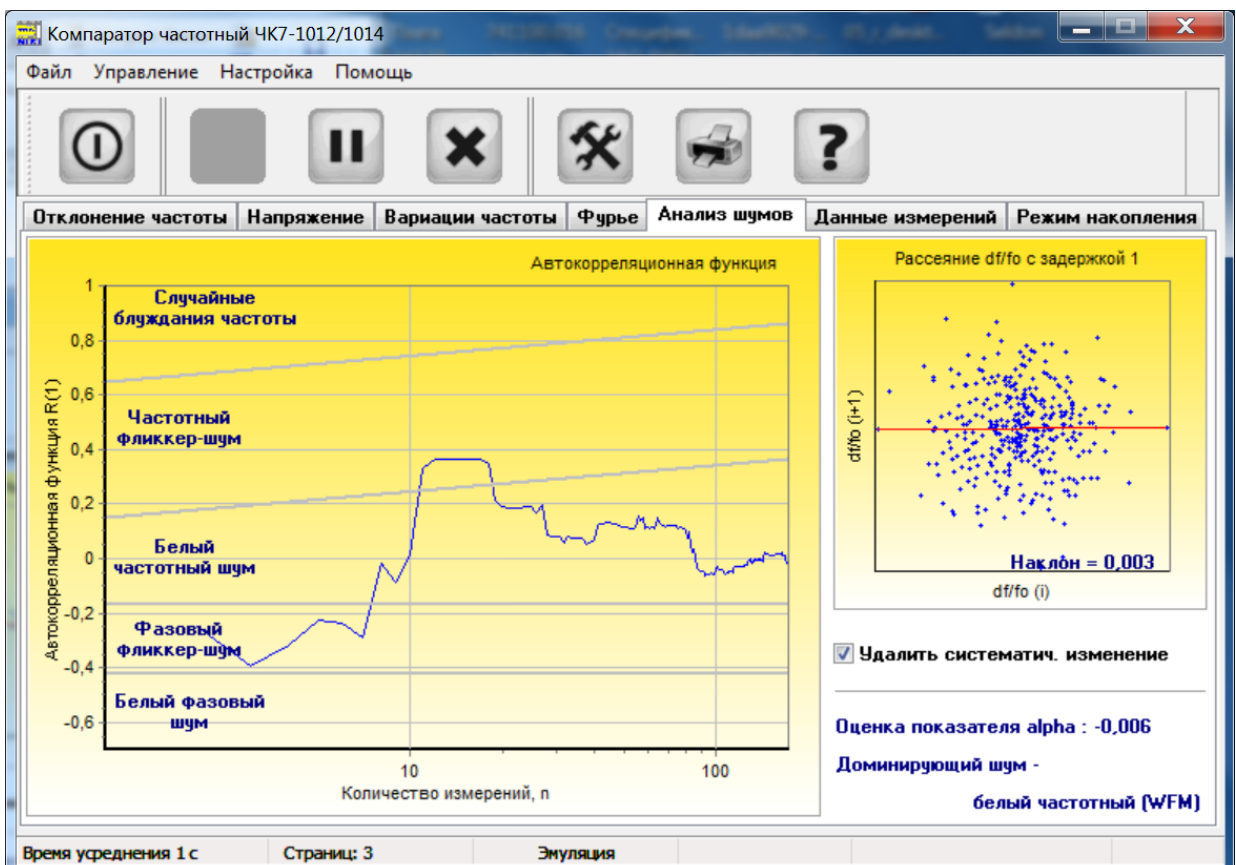 Компаратор частотный ЧК7-1012/1014
Файл Управление Настройка Помощь
Отклонение частоты Напряжение Вариации частоты Фурье Анализ шумов Данные измерений Режим накопления
Автокорреляционная функция
Автокорреляционная функция R(1)
1
0,8
0,6
0,4
0,2
0
-0,2
-0,4
-0,6
Случайные
блуждания частоты
Частотный
фликкер-шум
Белый
частотный шум
Фазовый
фликкер-шум
Белый фазовый
шум
10 100
Количество измерений, n
Рассеяние df/fo с задержкой 1
df/fo (i+1)
Наклон = 0,003
df/fo (i)
Удалить систематич. изменение
Оценка показателя alpha : -0,006
Доминирующий шум -
белый частотный (WFM)
Время усреднения 1 с Страниц: 3 Эмуляция